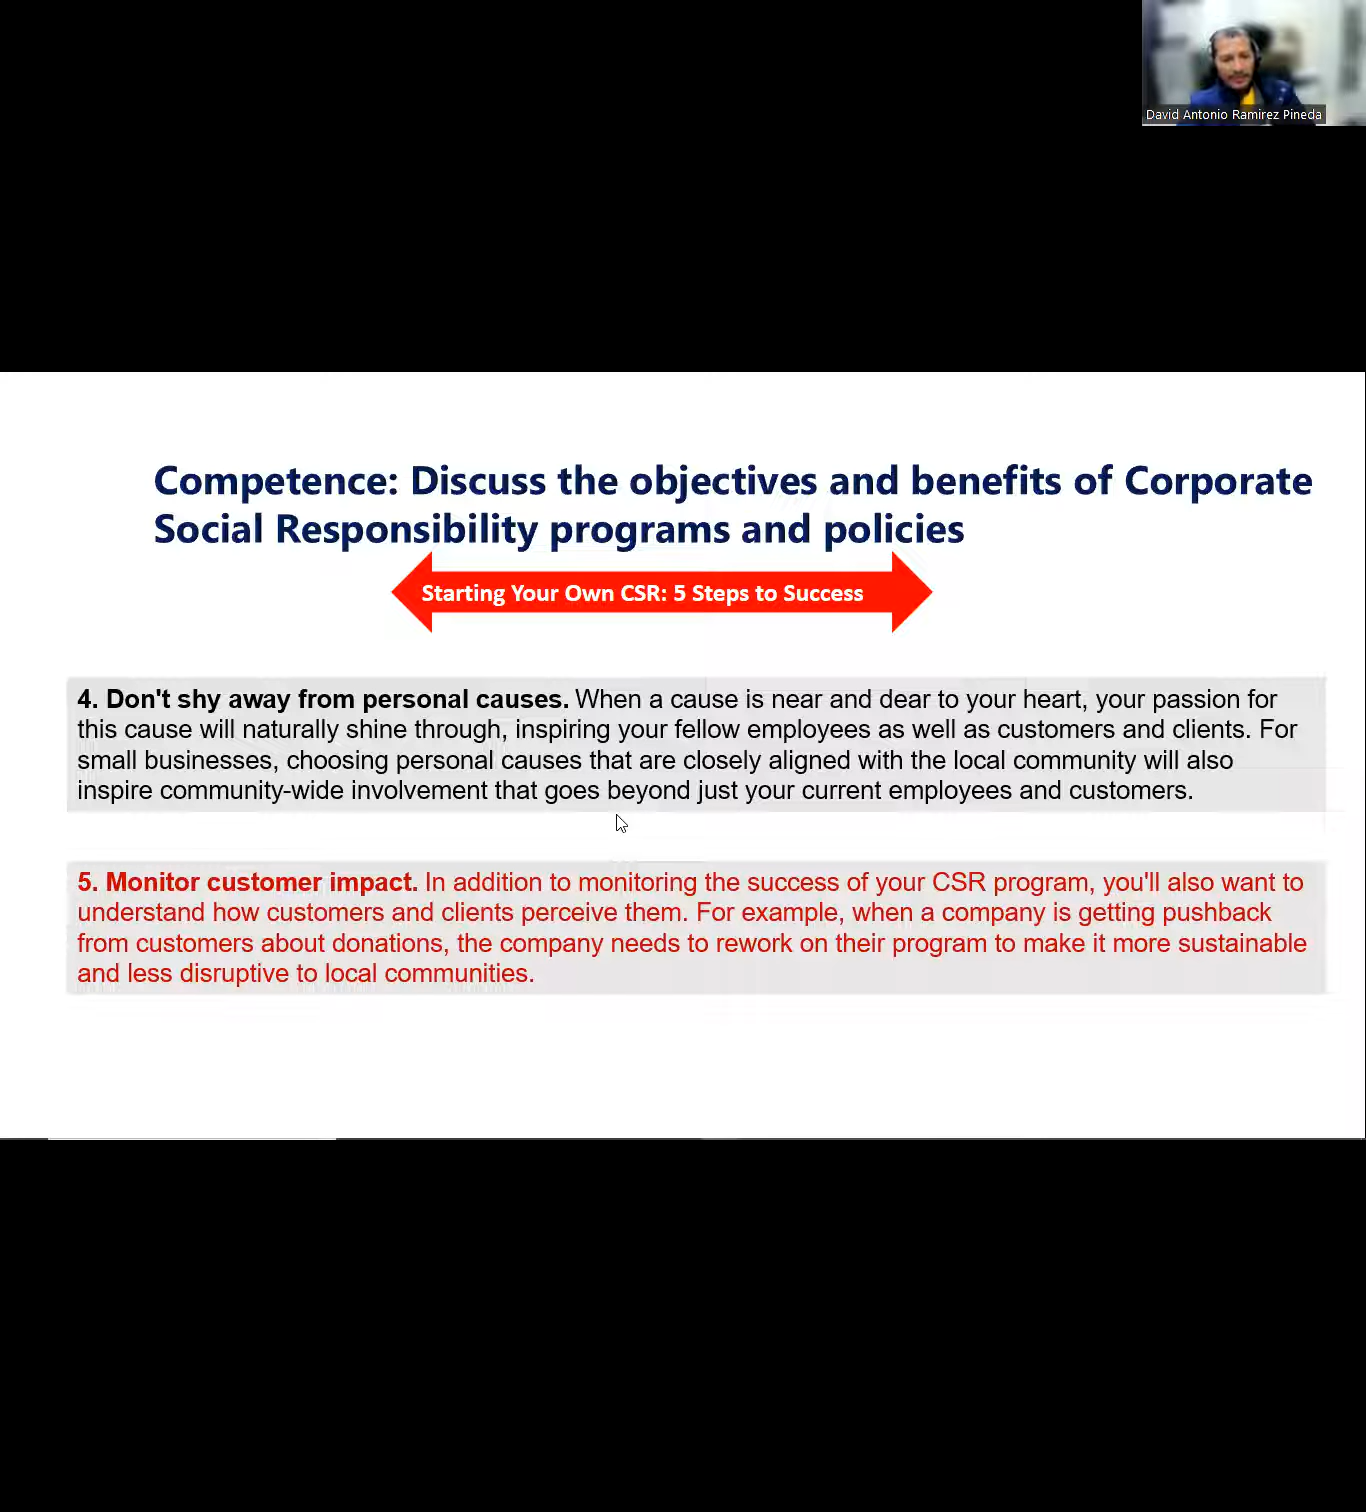 David Antonio Ramirez Pineda
Competence: Discuss the objectives and benefits of Corporate
Social Responsibility programs and policies
Starting Your Own CSR: 5 Steps to Success
4. Don't shy away from personal causes. When a cause is near and dear to your heart, your passion for
this cause will naturally shine through, inspiring your fellow employees as well as customers and clients. For
small businesses, choosing personal causes that are closely aligned with the local community will also
inspire community-wide involvement that goes beyond just your current employees and customers.
5. Monitor customer impact. In addition to monitoring the success of your CSR program, you'll also want to
understand how customers and clients perceive them. For example, when a company is getting pushback
from customers about donations, the company needs to rework on their program to make it more sustainable
and less disruptive to local communities.